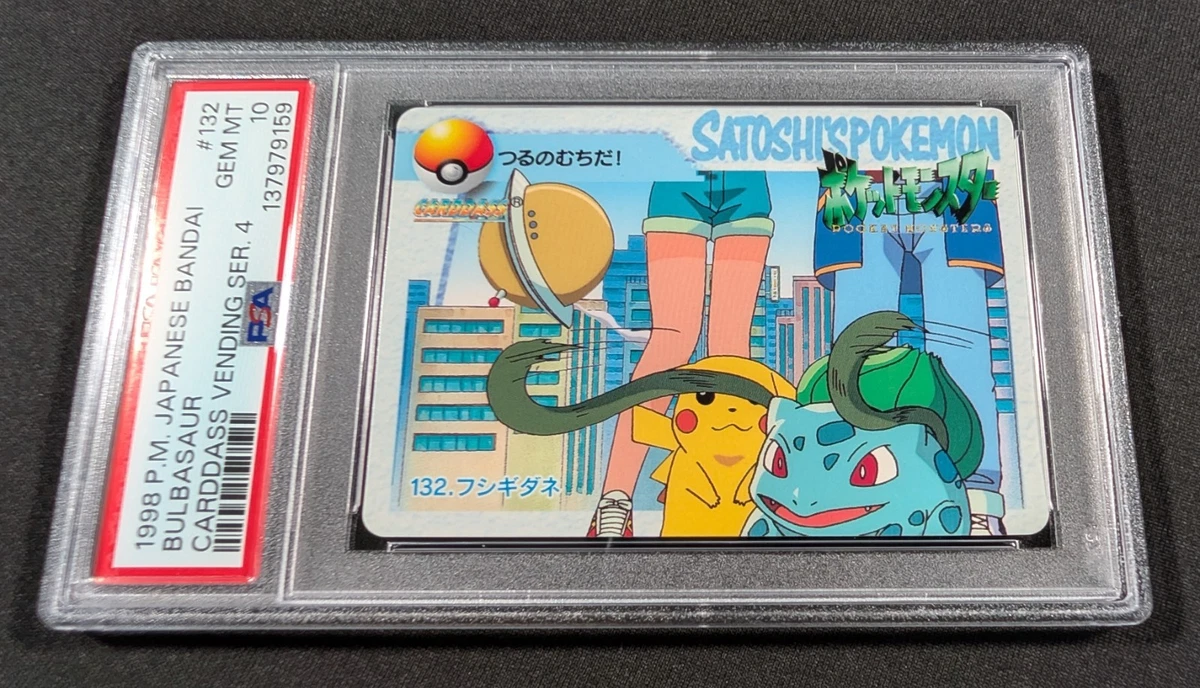 1998 P.M. JAPANESE BANDAI #132
BULBASAUR GEM MT
CARDDASS VENDING SER. 4 10
13797159
PSA
つるのむちだ!
CARDDASS®
SATOSHI'S POKEMON
ポケットモンスター
POCKET MONSTERS
132.フシギダネ